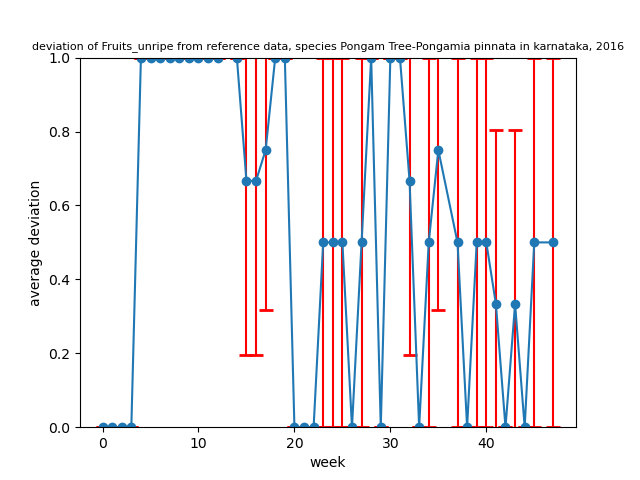 deviation of Fruits_unripe from reference data, species Pongam Tree-Pongamia pinnata in karnataka, 2016
1.0
0.8
0.6
0.4
0.2
0.0
average deviation
0 10 20 30 40
week